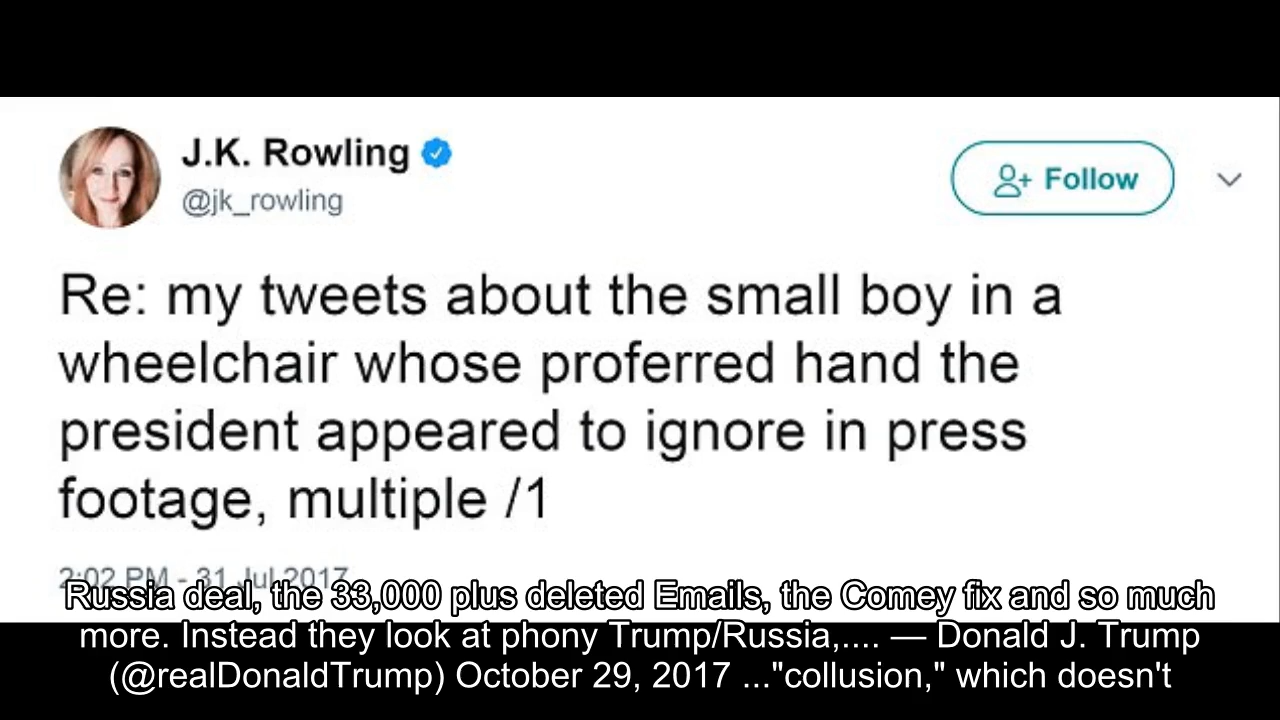 J.K. Rowling
@jk_rowling
Follow
Re: my tweets about the small boy in a
wheelchair whose proferred hand the
president appeared to ignore in press
footage, multiple /1
2:02 PM - 31 Jul 2017
Russia deal, the 33,000 plus deleted Emails, the Comey fix and so much
more. Instead they look at phony Trump/Russia,.... — Donald J. Trump
(@realDonaldTrump) October 29, 2017 ..."collusion," which doesn't